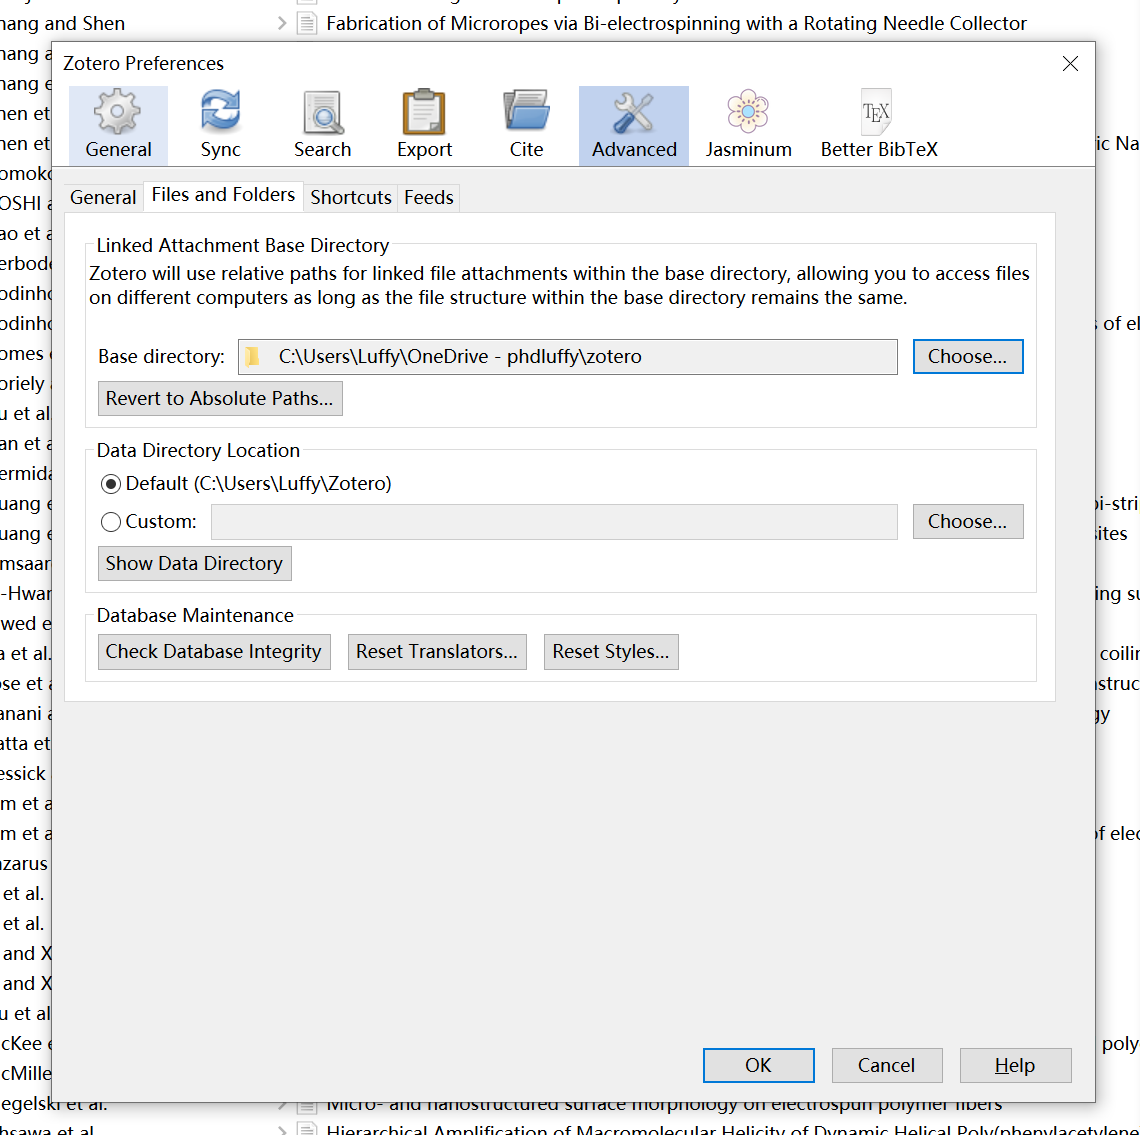 hang and Shen
Fabrication of Microropes via Bi-electrospinning with a Rotating Needle Collector
Zotero Preferences
General
Sync
Search
Export
Cite
Advanced
Jasminum
TEX
Better BibTeX
General
Files and Folders
Shortcuts
Feeds
Linked Attachment Base Directory
Zotero will use relative paths for linked file attachments within the base directory, allowing you to access files
on different computers as long as the file structure within the base directory remains the same.
Base directory:
C:\Users\Luffy\OneDrive - phdluffy\zotero
Choose...
Revert to Absolute Paths...
Data Directory Location
Default (C:\Users\Luffy\Zotero)
Custom:
Choose...
Show Data Directory
Database Maintenance
Check Database Integrity
Reset Translators...
Reset Styles...
OK
Cancel
Help
egelski et al.
Micro- and nanostructured surface morphology on electrospun polymer fibers
hsawa et al.
Hierarchical Amplification of Macromolecular Helicity of Dynamic Helical Poly(phenylacetylene